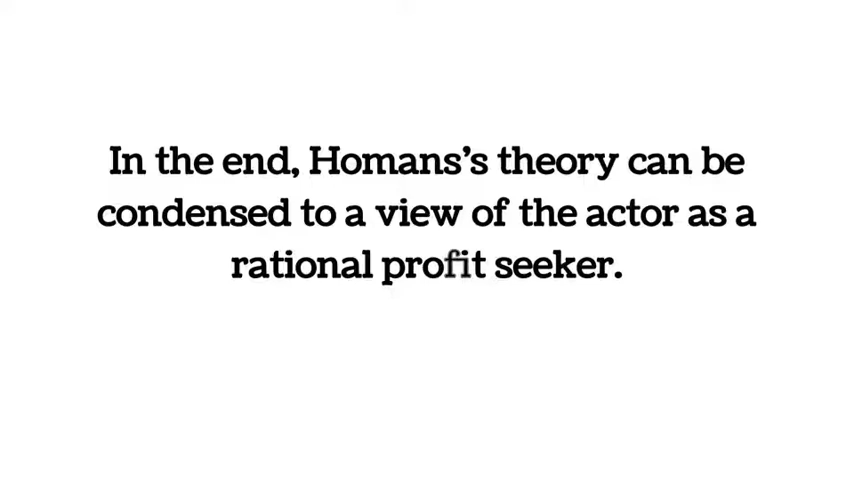 In the end, Homans’s theory can be
condensed to a view of the actor as a
rational profit seeker.